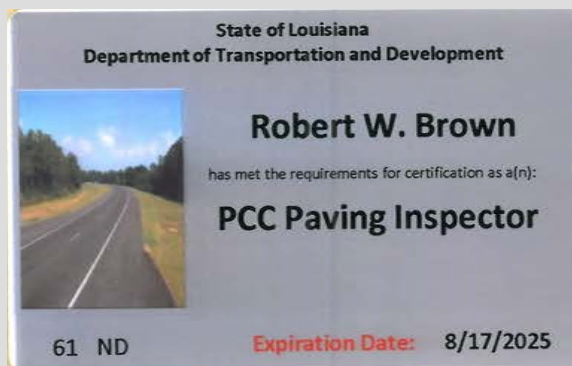 State of Louisiana
Department of Transportation and Development
Robert W. Brown
has met the requirements for certification as a(n):
PCC Paving Inspector
61 ND
Expiration Date: 8/17/2025